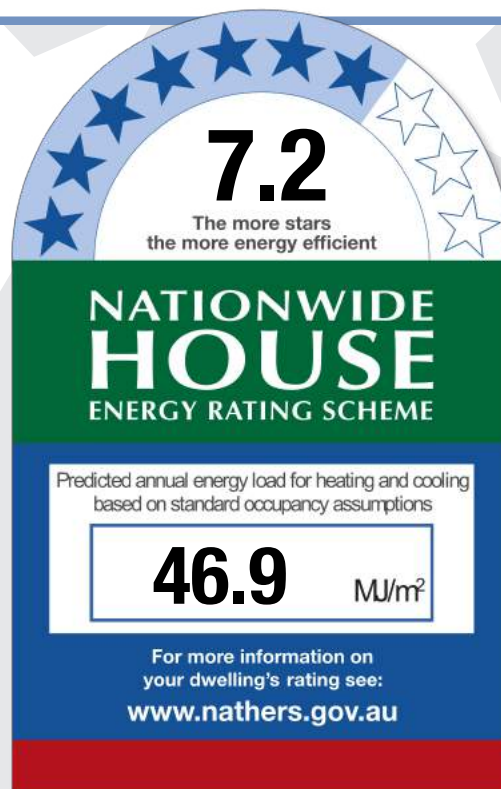 7.2
The more stars
the more energy efficient
NATIONWIDE
HOUSE
ENERGY RATING SCHEME
Predicted annual energy load for heating and cooling
based on standard occupancy assumptions
46.9 MJ/m²
For more information on
your dwelling's rating see:
www.nathers.gov.au